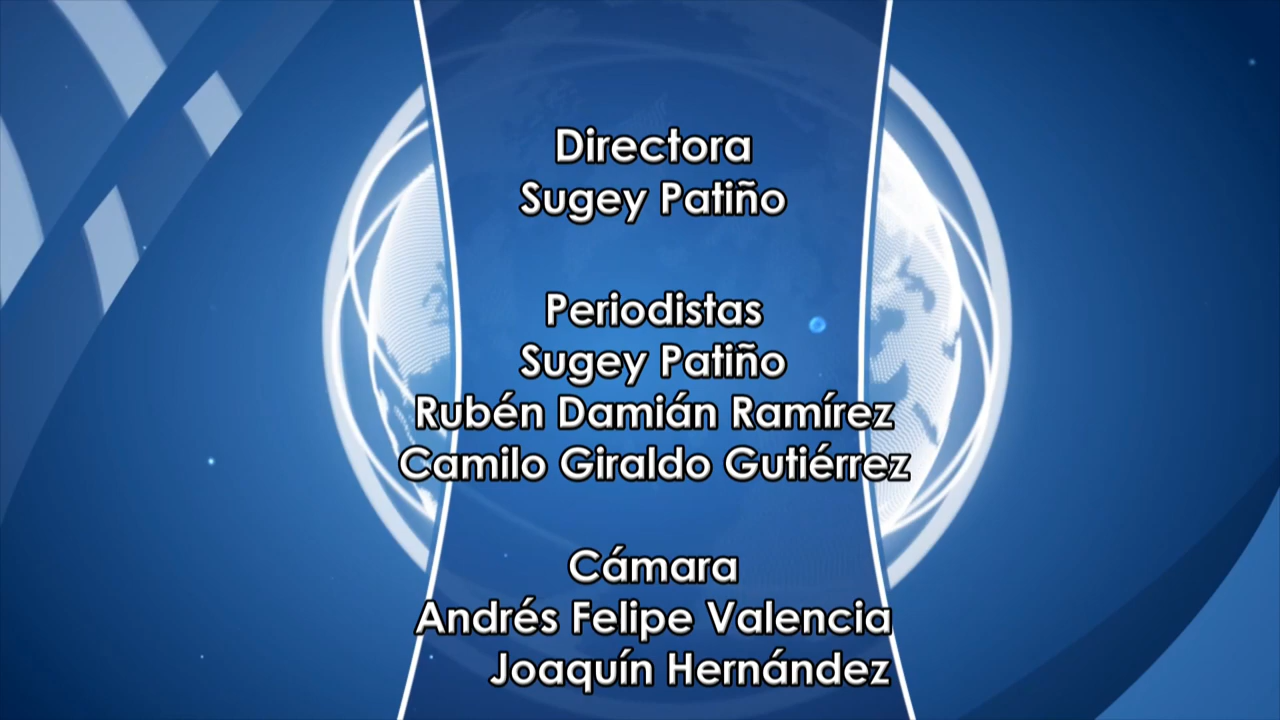 Directora
Sugey Patiño
Periodistas
Sugey Patiño
Rubén Damián Ramírez
Camilo Giraldo Gutiérrez
Cámara
Andrés Felipe Valencia
Joaquín Hernández